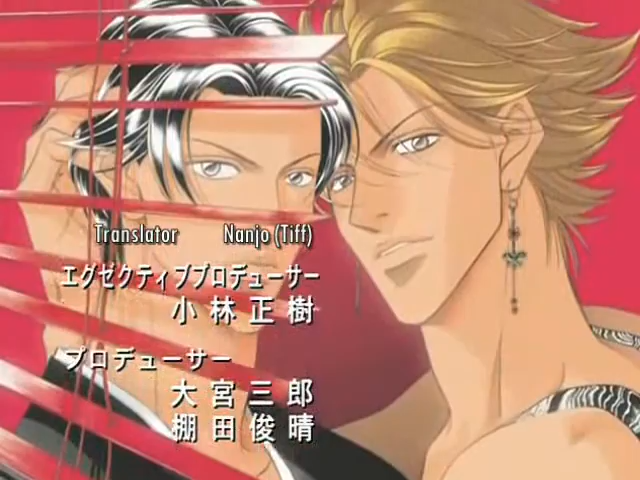 Translator Nanjo (Tiff)
エグゼクティブプロデューサー
小林正樹
プロデューサー
大宮三郎
棚田俊晴